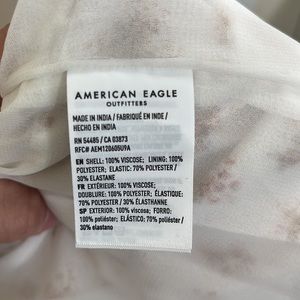 AMERICAN EAGLE
OUTFITTERS
MADE IN INDIA / FABRIQUÉ EN INDE /
HECHO EN INDIA
RN 54485 / CA 03873
RFC# AEM120605U9A
EN SHELL: 100% VISCOSE; LINING: 100%
POLYESTER; ELASTIC: 70% POLYESTER /
30% ELASTANE
FR EXTÉRIEUR: 100% VISCOSE;
DOUBLURE: 100% POLYESTER; ÉLASTIQUE:
70% POLYESTER / 30% ÉLASTHANNE
SP EXTERIOR: 100% viscosa; FORRO:
100% poliéster; ELÁSTICO: 70% poliéster /
30% elastano